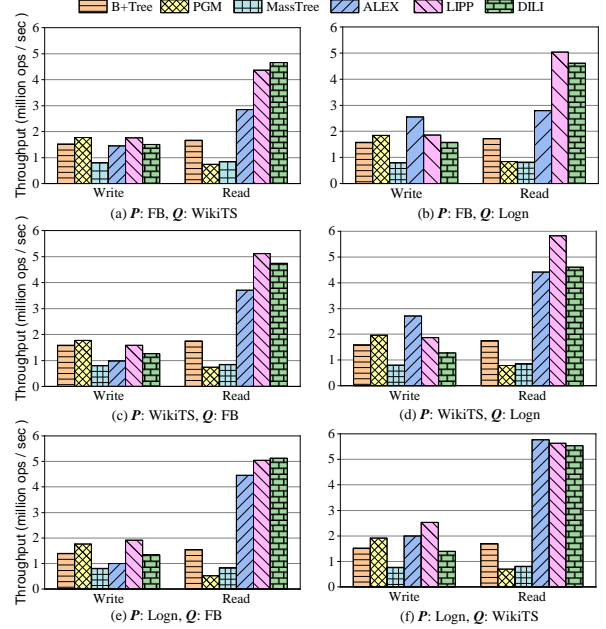 B+Tree PGM MassTree ALEX LIPP DILI
Throughput (million ops / sec )
6
5
4
3
2
1
0
Write Read
(a) P: FB, Q: WikiTS
6
5
4
3
2
1
0
Write Read
(b) P: FB, Q: Logn
Throughput (million ops / sec )
6
5
4
3
2
1
0
Write Read
(c) P: WikiTS, Q: FB
6
5
4
3
2
1
0
Write Read
(d) P: WikiTS, Q: Logn
Throughput (million ops / sec )
6
5
4
3
2
1
0
Write Read
(e) P: Logn, Q: FB
6
5
4
3
2
1
0
Write Read
(f) P: Logn, Q: WikiTS